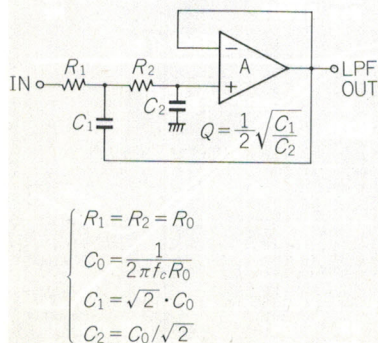 IN
R₁
R₂
C₁
C₂
−
+
A
LPF
OUT
Q = 1/2 √(C₁/C₂)
R₁ = R₂ = R₀
C₀ = 1/(2πf_cR₀)
C₁ = √2 · C₀
C₂ = C₀/√2